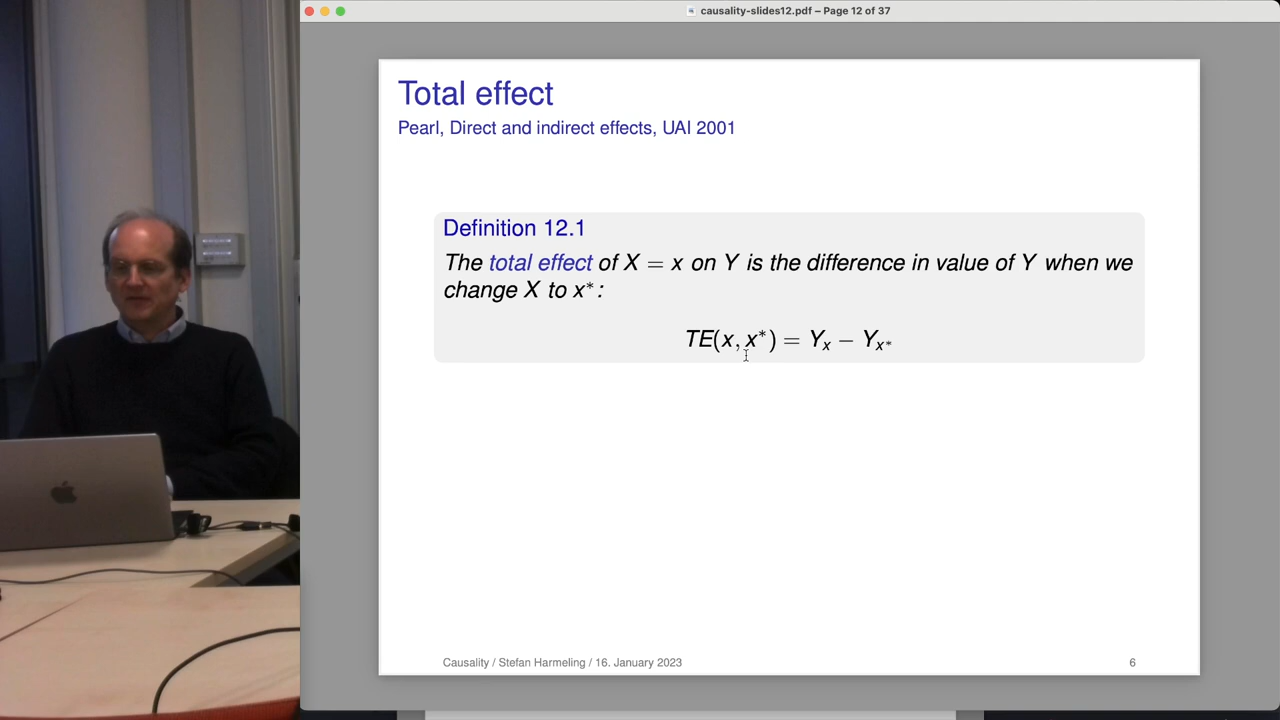 causality-slides12.pdf – Page 12 of 37
Total effect
Pearl, Direct and indirect effects, UAI 2001
Definition 12.1
The total effect of X = x on Y is the difference in value of Y when we
change X to x*:
TE(x, x*) = Yₓ − Yₓ*
Causality / Stefan Harmeling / 16. January 2023
6